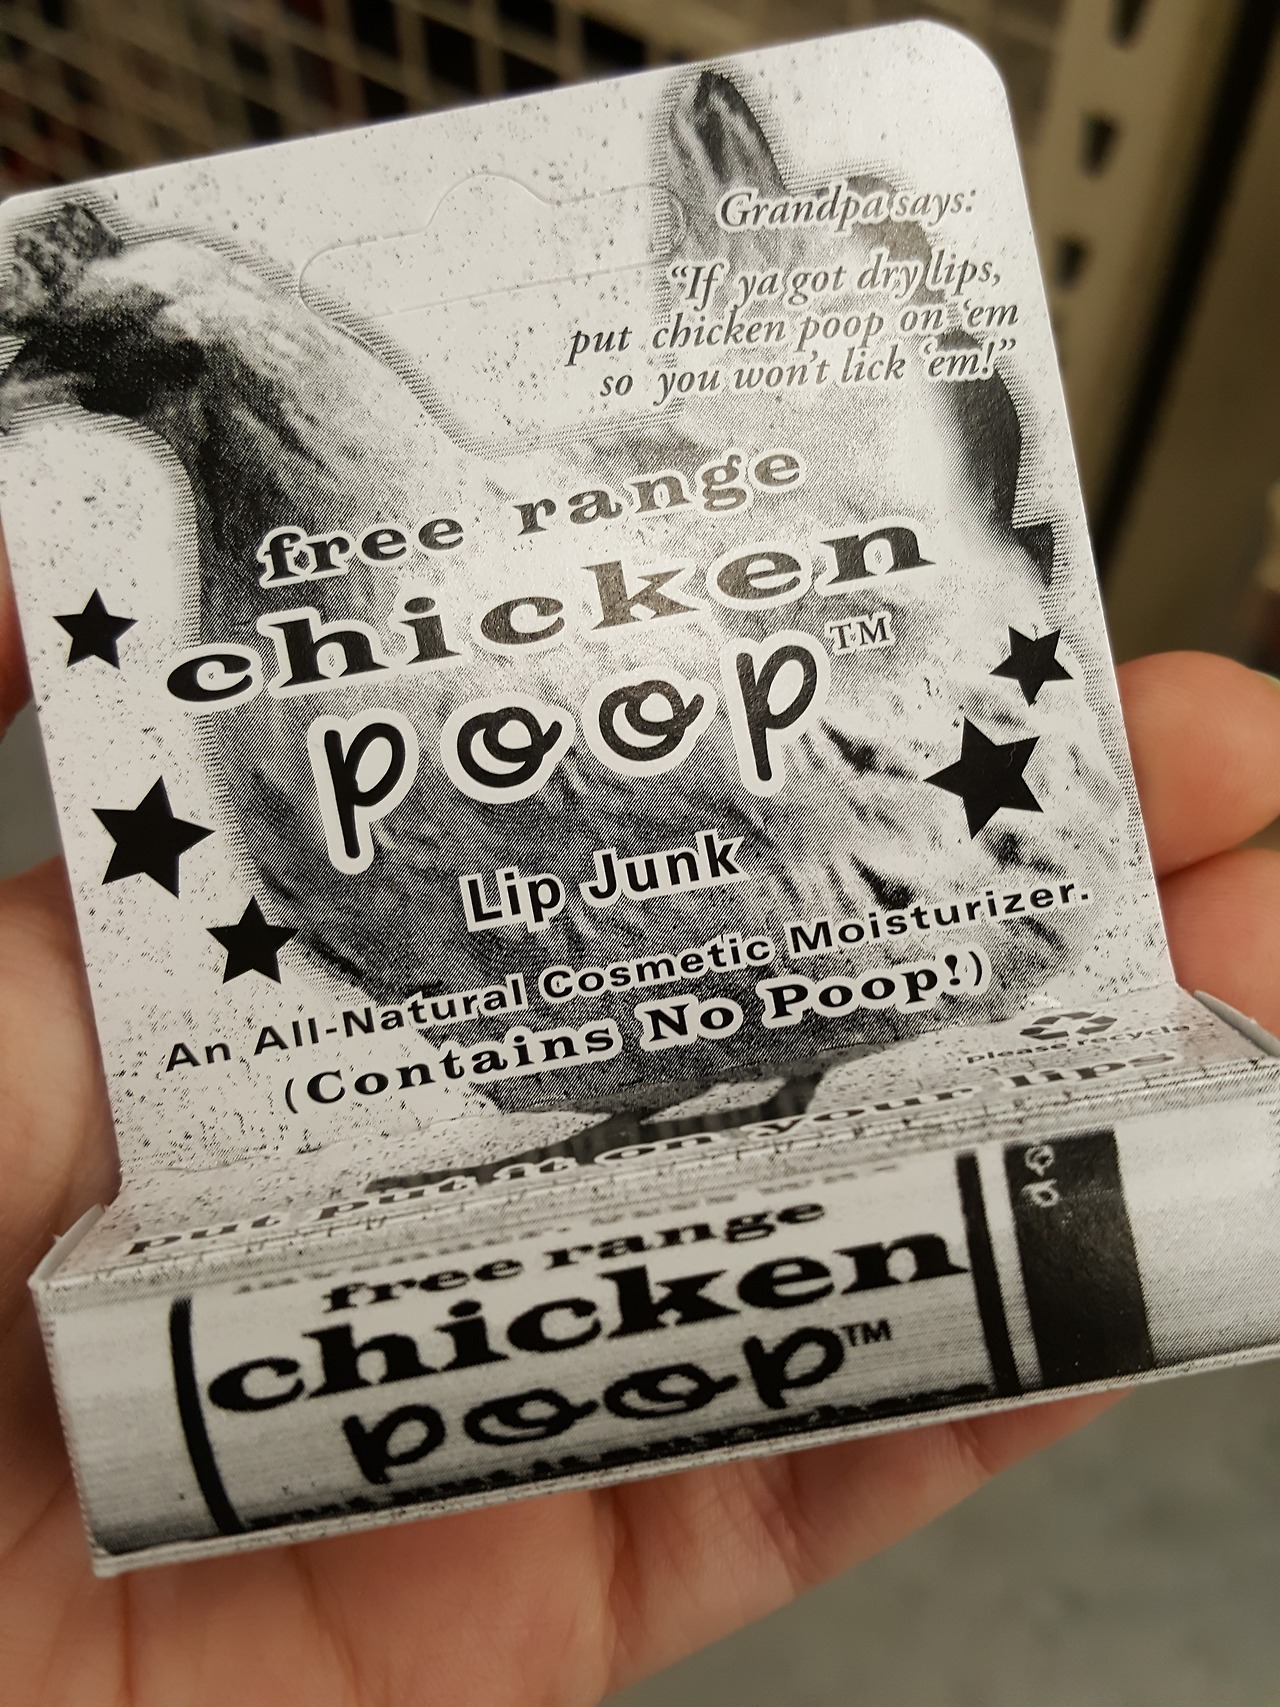 Grandpa says:
“If ya got dry lips,
put chicken poop on ‘em
so you won’t lick ‘em!”
free range
chicken
poop™
Lip Junk
An All-Natural Cosmetic Moisturizer.
(Contains No Poop!)
please recycle
put it on your lips
free range
chicken
poop™